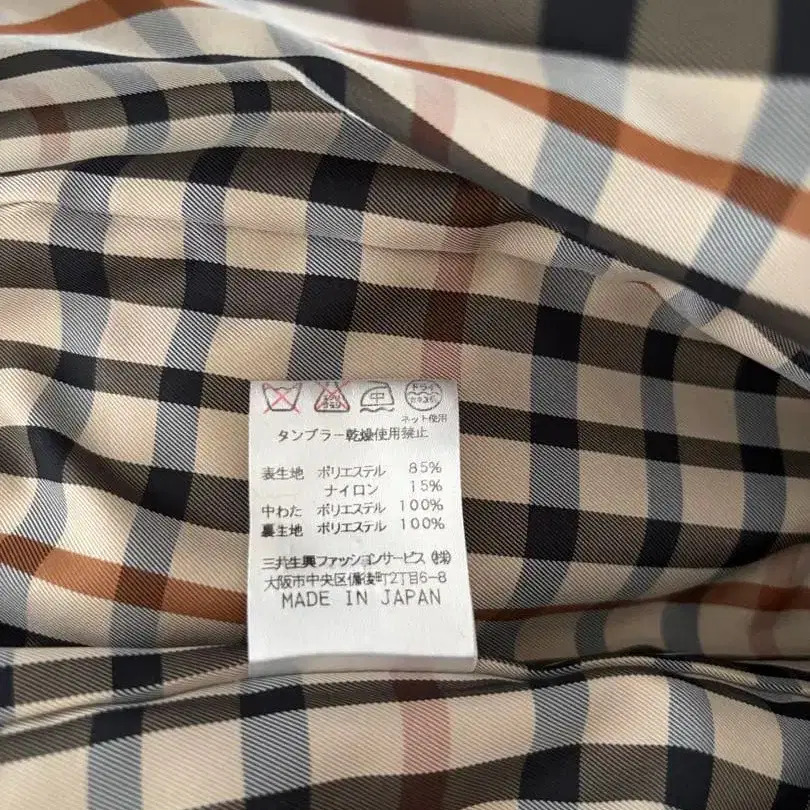 中
ドライ
ネット使用
タンブラー乾燥使用禁止
表生地 ポリエステル 85%
ナイロン 15%
中わた ポリエステル 100%
裏生地 ポリエステル 100%
三共生興ファッションサービス(株)
大阪市中央区備後町2丁目6-8
MADE IN JAPAN